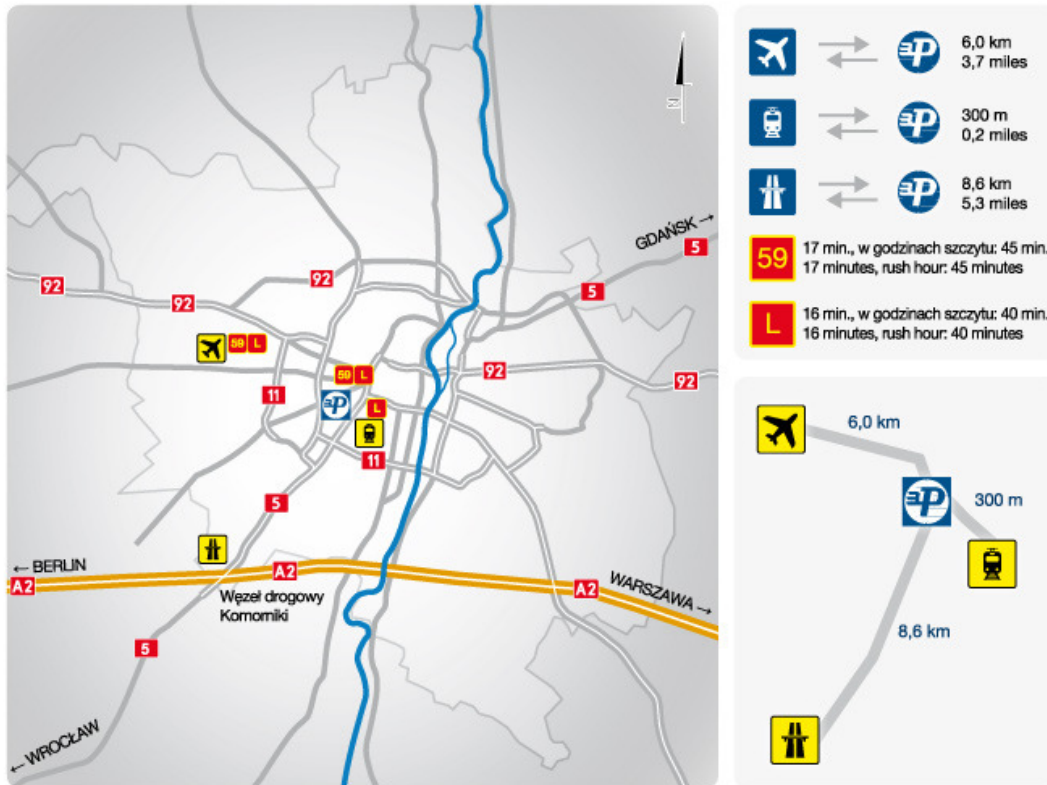 GDAŃSK →
5
5
92
92
92
59 L
59 L
92
92
11
P
L
11
5
← BERLIN
A2
A2
A2
Węzeł drogowy
Komorniki
WARSZAWA →
5
← WROCŁAW
N
P
6,0 km
3,7 miles
P
300 m
0,2 miles
P
8,6 km
5,3 miles
59
17 min., w godzinach szczytu: 45 min.
17 minutes, rush hour: 45 minutes
L
16 min., w godzinach szczytu: 40 min.
16 minutes, rush hour: 40 minutes
6,0 km
P
300 m
8,6 km